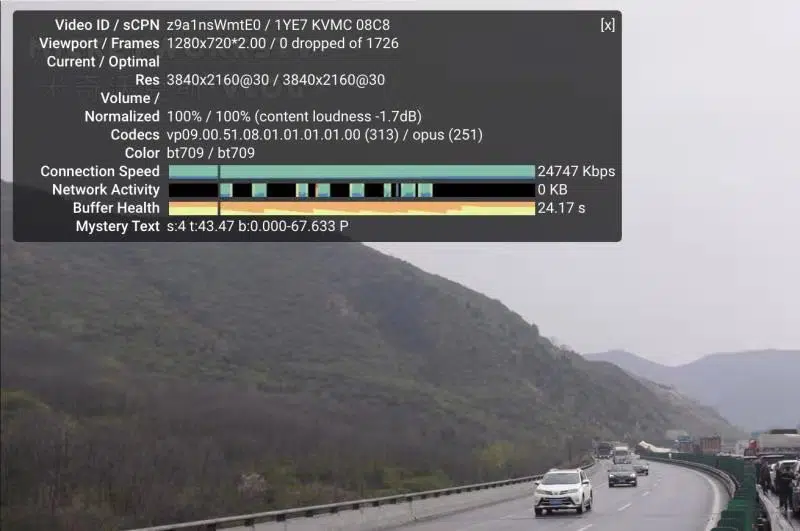 Video ID / sCPN z9a1nsWmtE0 / 1YE7 KVMC 08C8 [x]
Viewport / Frames 1280x720*2.00 / 0 dropped of 1726
Current / Optimal
Res 3840x2160@30 / 3840x2160@30
Volume /
Normalized 100% / 100% (content loudness -1.7dB)
Codecs vp09.00.51.08.01.01.01.01.00 (313) / opus (251)
Color bt709 / bt709
Connection Speed 24747 Kbps
Network Activity 0 KB
Buffer Health 24.17 s
Mystery Text s:4 t:43.47 b:0.000-67.633 P